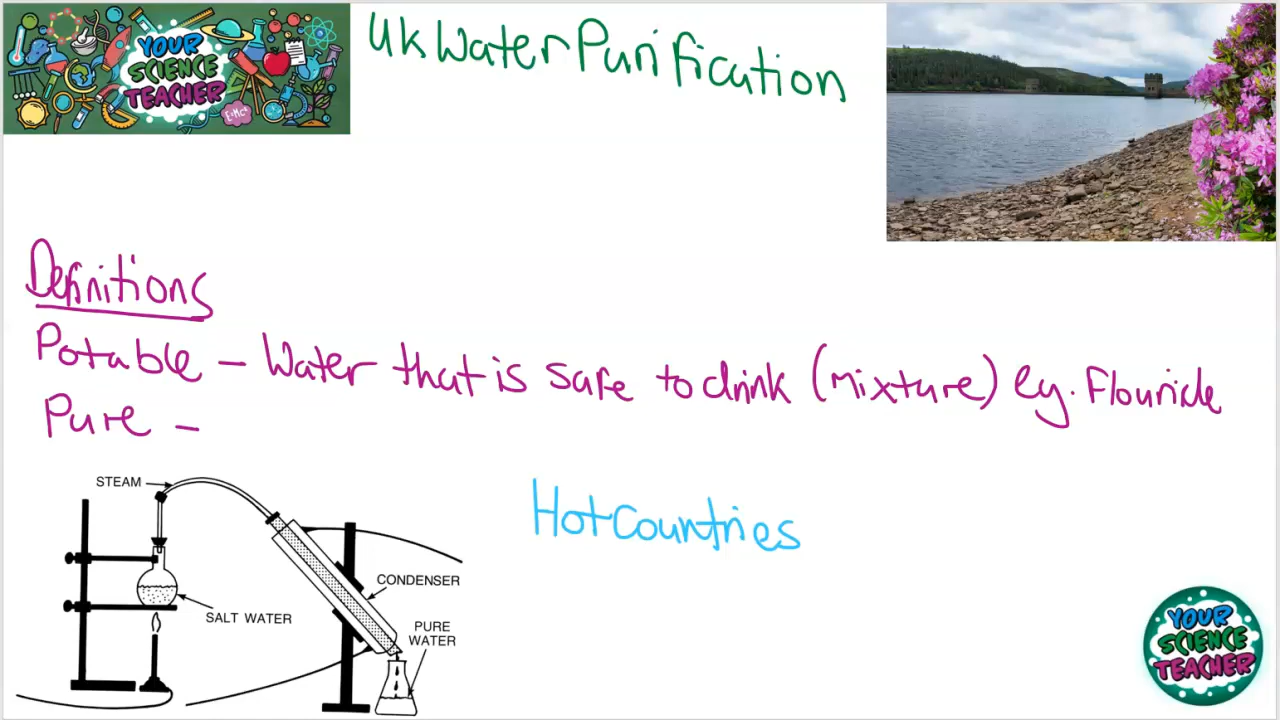 YOUR
SCIENCE
TEACHER
E=MC²
UK Water Purification
Definitions
Potable – Water that is safe to drink (mixture) eg. Flouride
Pure –
STEAM
CONDENSER
SALT WATER
PURE
WATER
Hot Countries
YOUR
SCIENCE
TEACHER